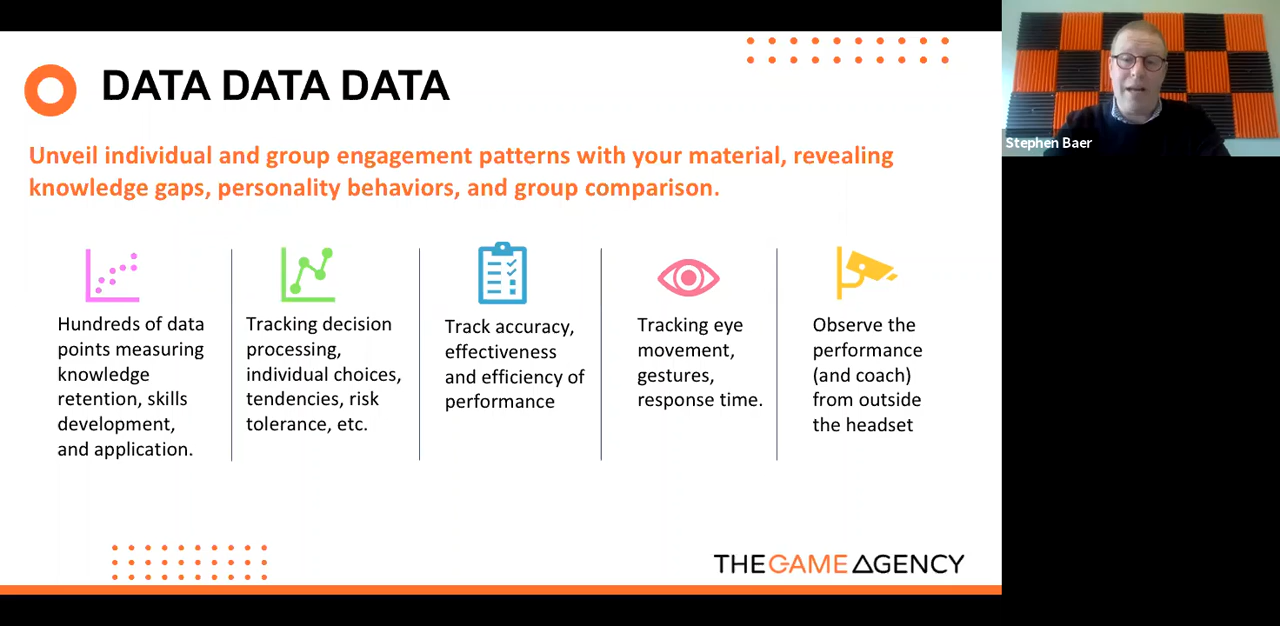 DATA DATA DATA
Unveil individual and group engagement patterns with your material, revealing
knowledge gaps, personality behaviors, and group comparison.
Hundreds of data
points measuring
knowledge
retention, skills
development,
and application.
Tracking decision
processing,
individual choices,
tendencies, risk
tolerance, etc.
Track accuracy,
effectiveness
and efficiency of
performance
Tracking eye
movement,
gestures,
response time.
Observe the
performance
(and coach)
from outside
the headset
THE GAME AGENCY
Stephen Baer